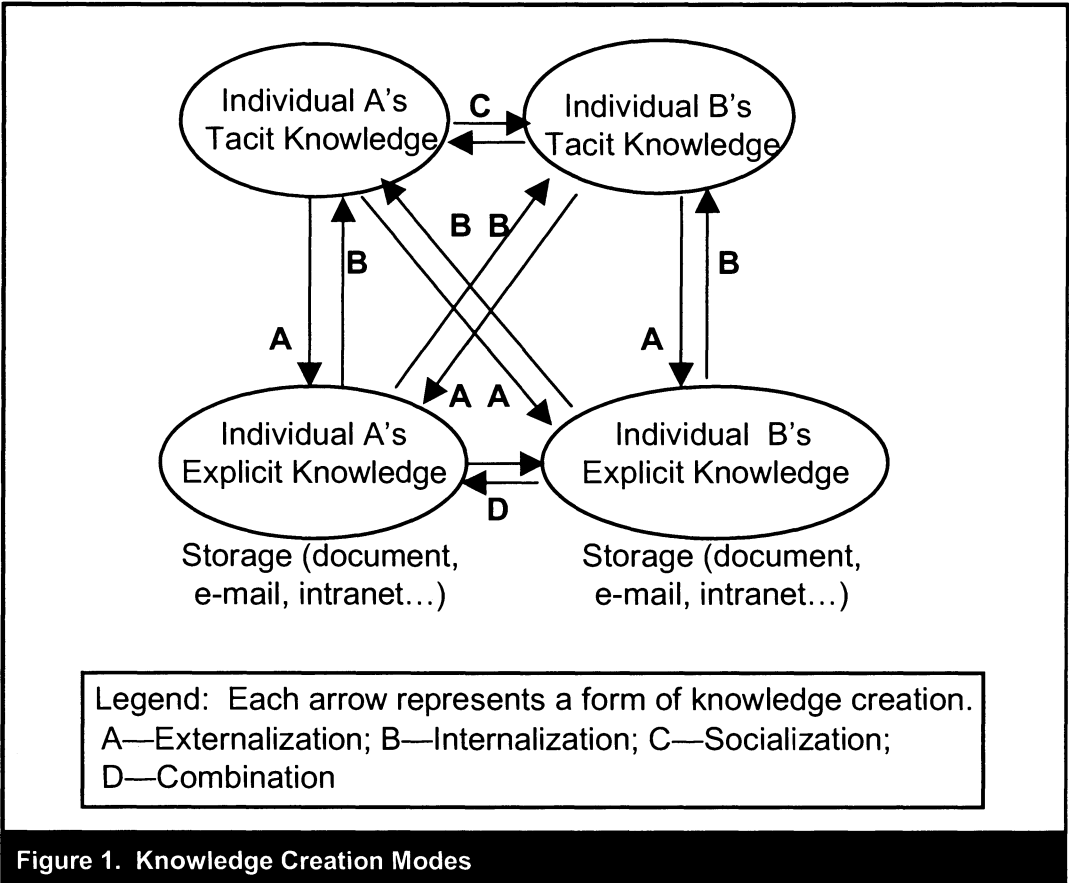 Individual A's
Tacit Knowledge
C
Individual B's
Tacit Knowledge
B B
B
B
A
A
A A
Individual A's
Explicit Knowledge
Individual B's
Explicit Knowledge
D
Storage (document,
e-mail, intranet...)
Storage (document,
e-mail, intranet...)
Legend: Each arrow represents a form of knowledge creation.
A—Externalization; B—Internalization; C—Socialization;
D—Combination
Figure 1. Knowledge Creation Modes